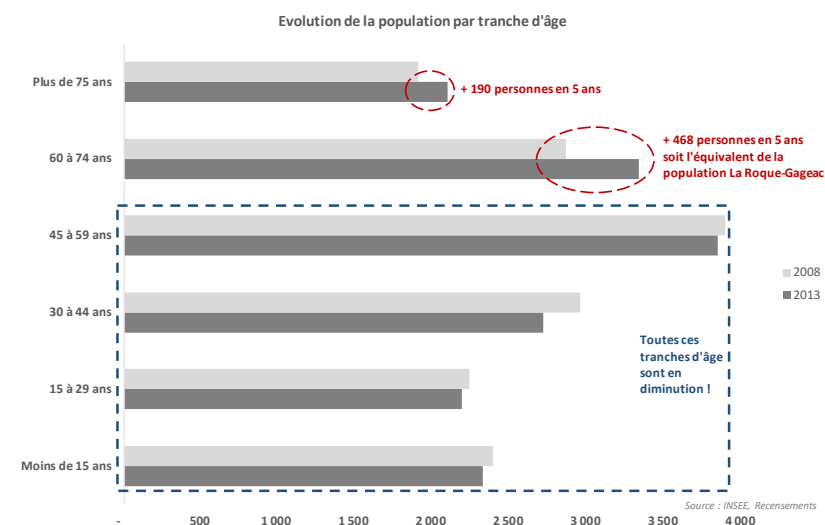 Evolution de la population par tranche d'âge
Plus de 75 ans
+ 190 personnes en 5 ans
60 à 74 ans
+ 468 personnes en 5 ans
soit l'équivalent de la
population La Roque-Gageac
45 à 59 ans
2008
2013
30 à 44 ans
Toutes ces
tranches d'âge
sont en
diminution !
15 à 29 ans
Moins de 15 ans
Source : INSEE, Recensements
- 500 1 000 1 500 2 000 2 500 3 000 3 500 4 000